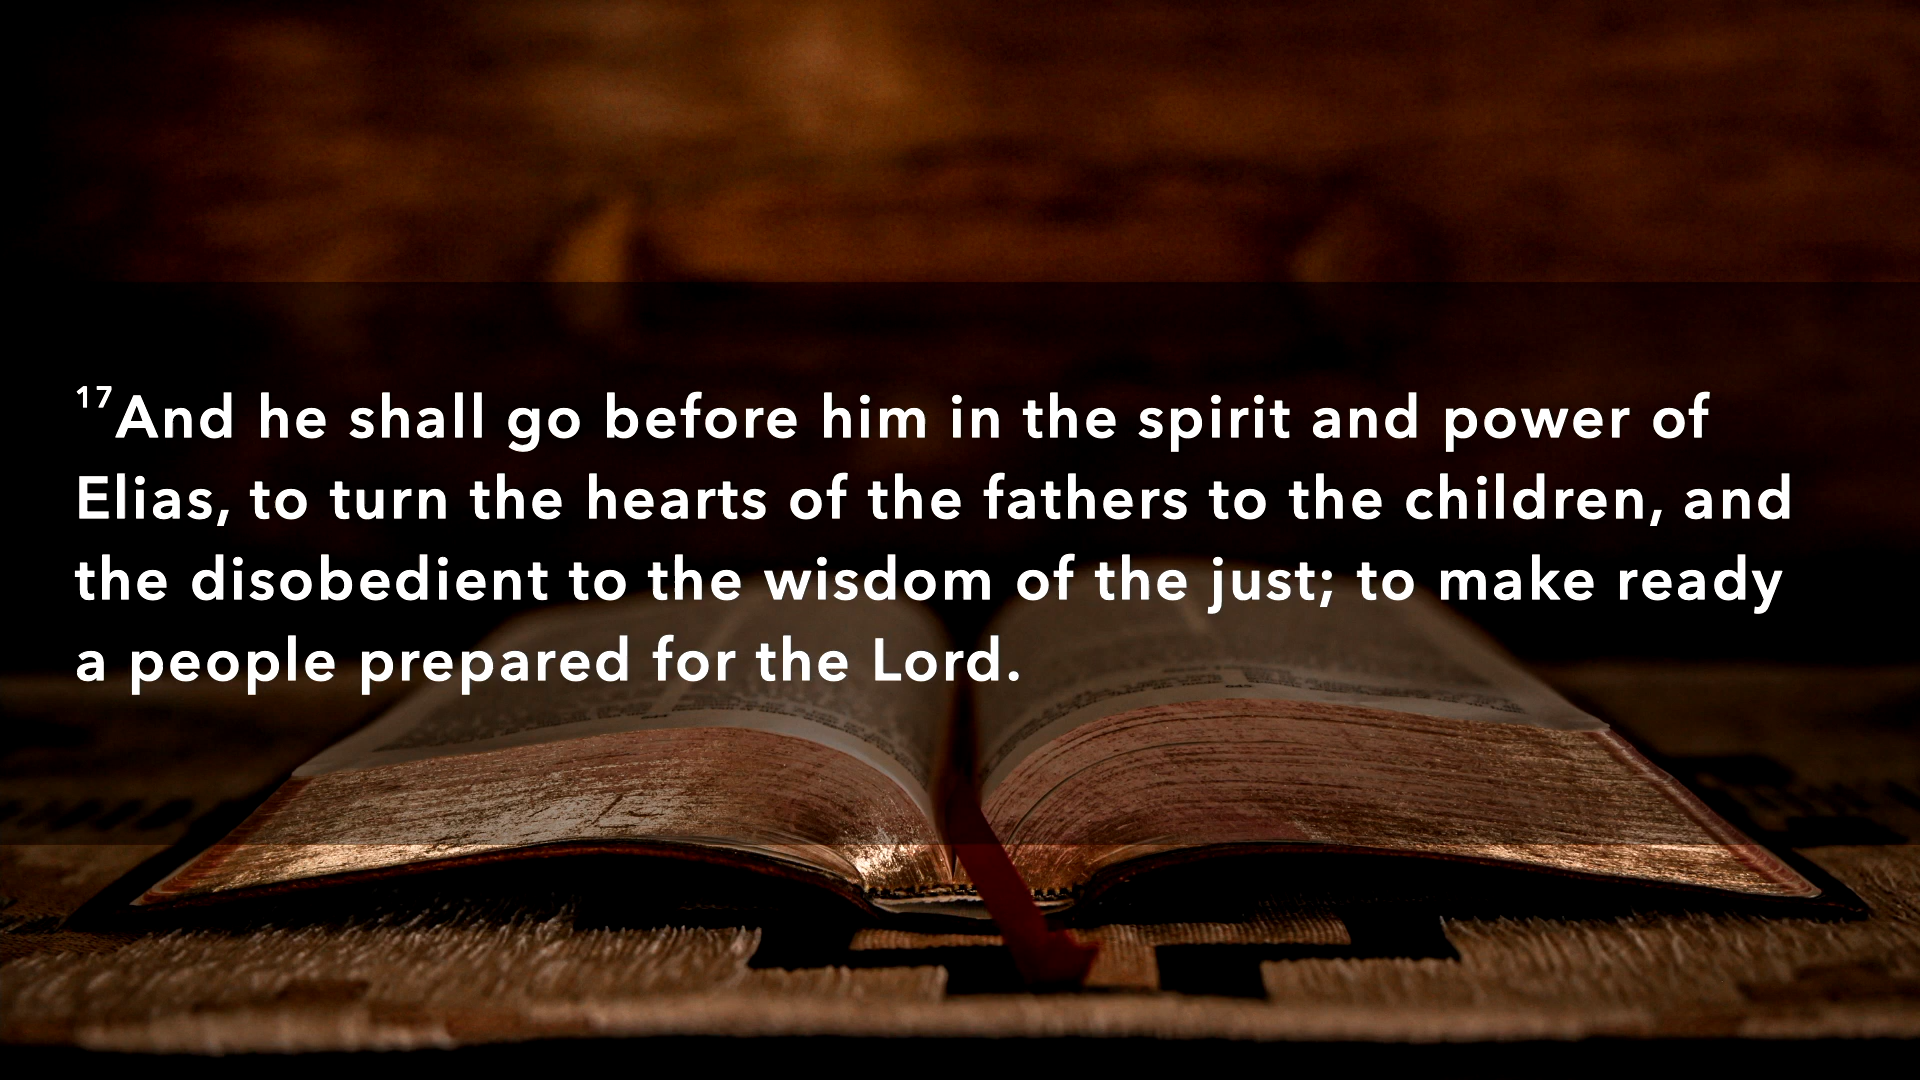 17And he shall go before him in the spirit and power of
Elias, to turn the hearts of the fathers to the children, and
the disobedient to the wisdom of the just; to make ready
a people prepared for the Lord.